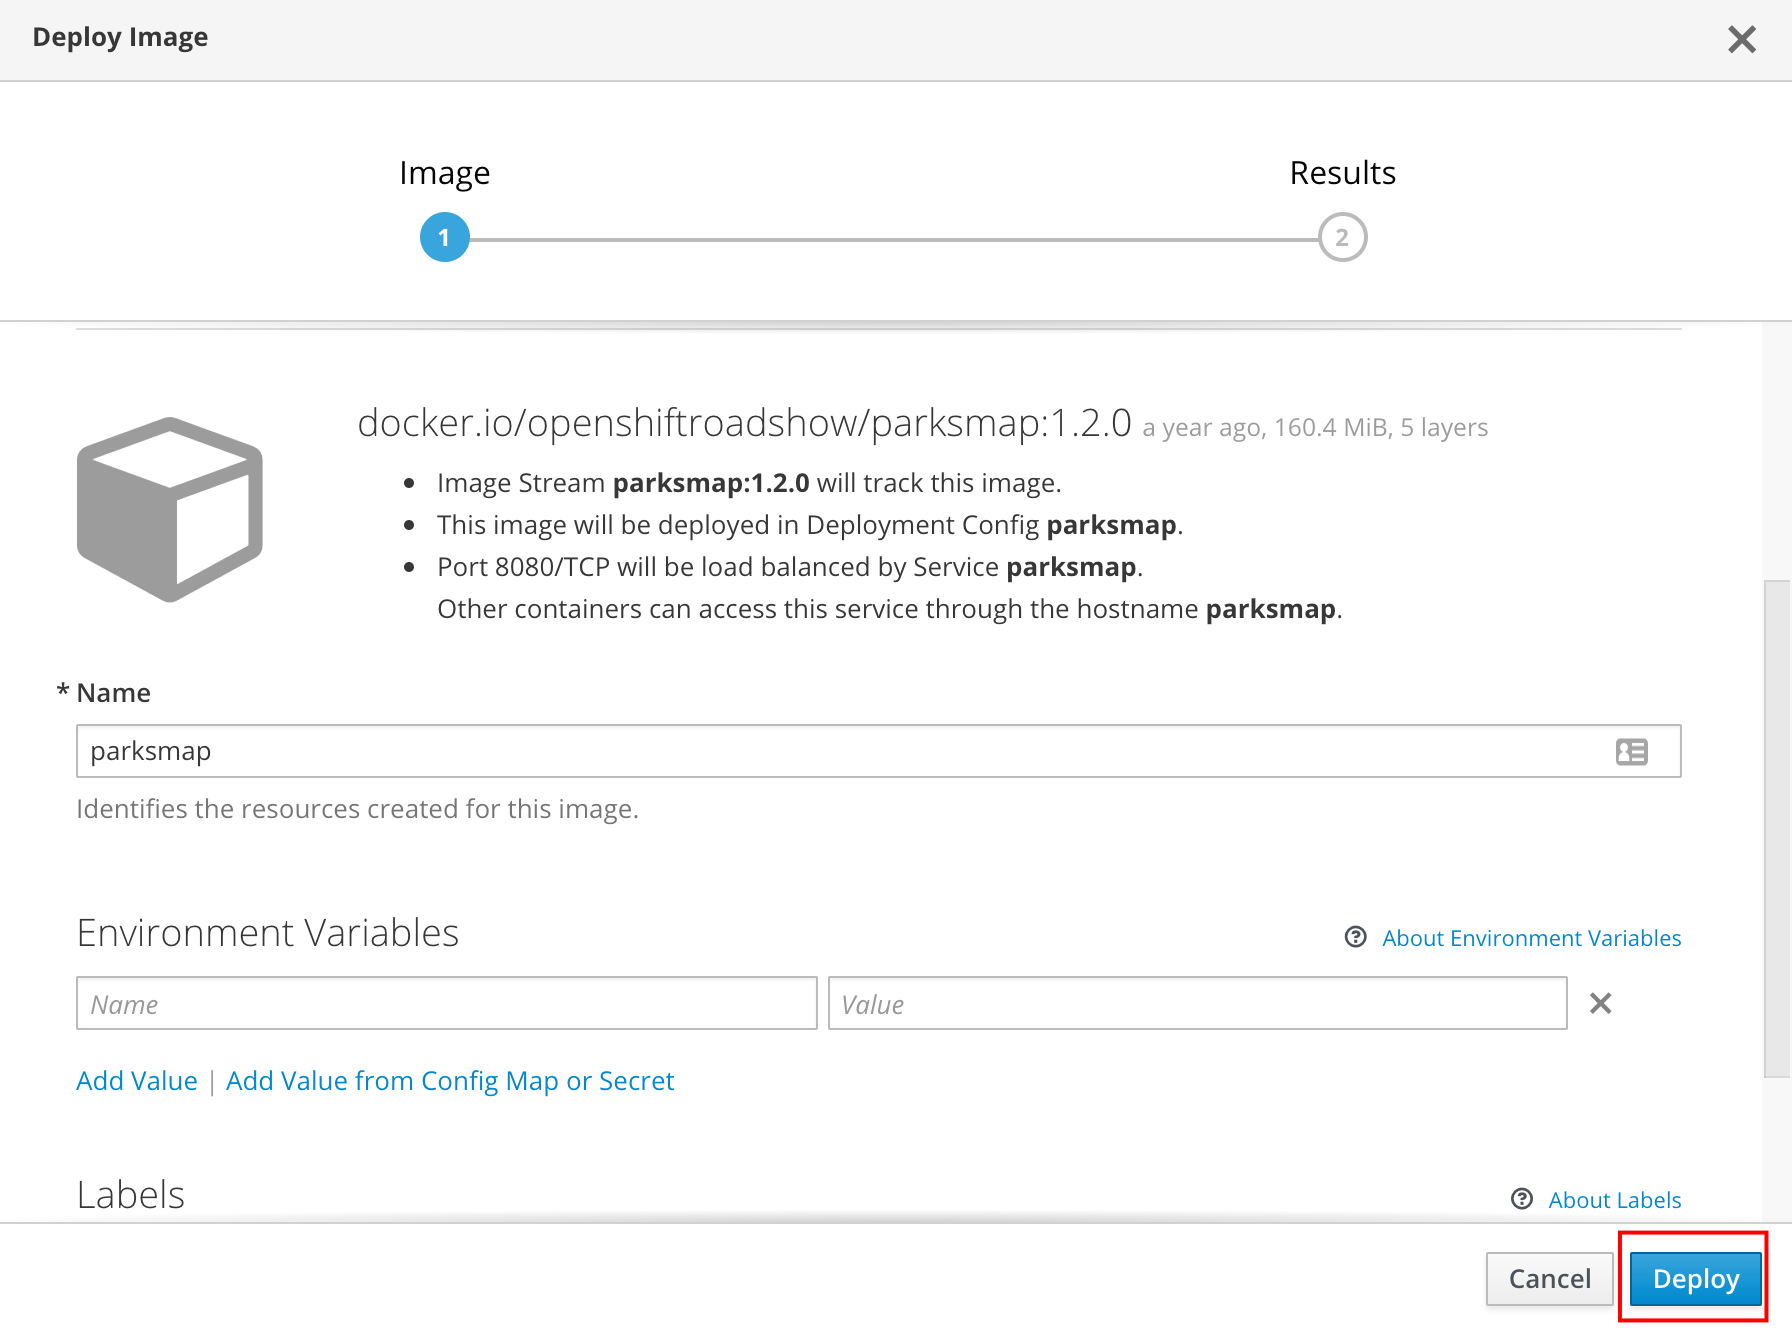 Deploy Image
Image
Results
1
2
docker.io/openshiftroadshow/parksmap:1.2.0 a year ago, 160.4 MiB, 5 layers
Image Stream parksmap:1.2.0 will track this image.
This image will be deployed in Deployment Config parksmap.
Port 8080/TCP will be load balanced by Service parksmap.
Other containers can access this service through the hostname parksmap.
* Name
parksmap
Identifies the resources created for this image.
Environment Variables
About Environment Variables
Name
Value
Add Value | Add Value from Config Map or Secret
Labels
About Labels
Cancel
Deploy